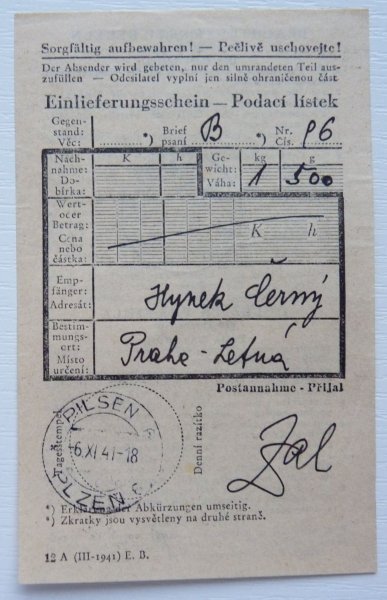 Sorgfältig aufbewahren! — Pečlivě uschovejte!
Der Absender wird gebeten, nur den umrandeten Teil aus-
zufüllen — Odesílatel vyplní jen silně ohraničenou část
Einlieferungsschein — Podací lístek
Gegen-
stand:
Věc: *) Brief
psaní B *) Nr.
Čís. 96
Nach-
nahme:
Do-
bírka: K h
Ge-
wicht:
Váha: kg 1 g 500
Wert-
oder
Betrag:
Cena
nebo
částka: K h
Emp-
fänger:
Adresát: Hynek Černý
Bestim-
mungs-
ort:
Místo
určení: Prahe - Letná
Postannahme - Přijal
Tagesstempel
PILSEN
6.XI.41-18
PLZEN
Denní razítko
*) Erklärung der Abkürzungen umseitig.
*) Zkratky jsou vysvětleny na druhé straně.
12 A (III-1941) E. B.